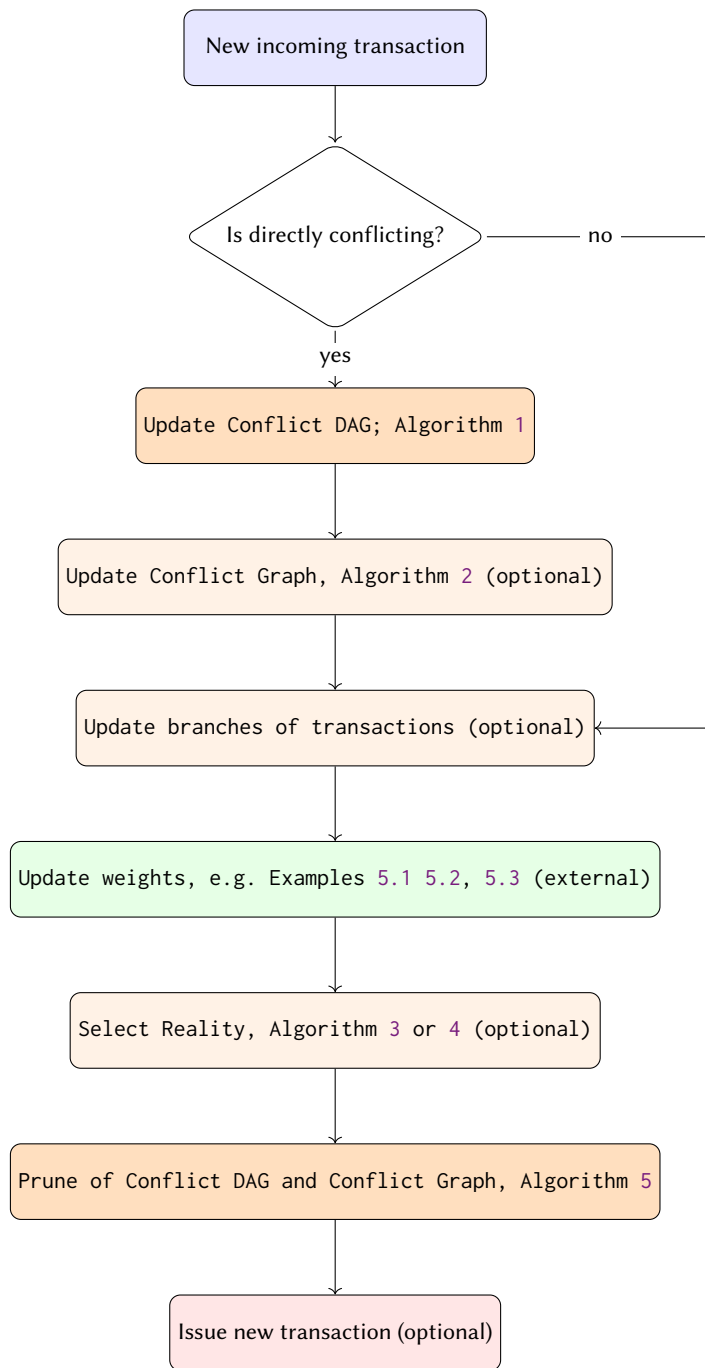 New incoming transaction
Is directly conflicting?
no
yes
Update Conflict DAG; Algorithm 1
Update Conflict Graph, Algorithm 2 (optional)
Update branches of transactions (optional)
Update weights, e.g. Examples 5.1 5.2, 5.3 (external)
Select Reality, Algorithm 3 or 4 (optional)
Prune of Conflict DAG and Conflict Graph, Algorithm 5
Issue new transaction (optional)